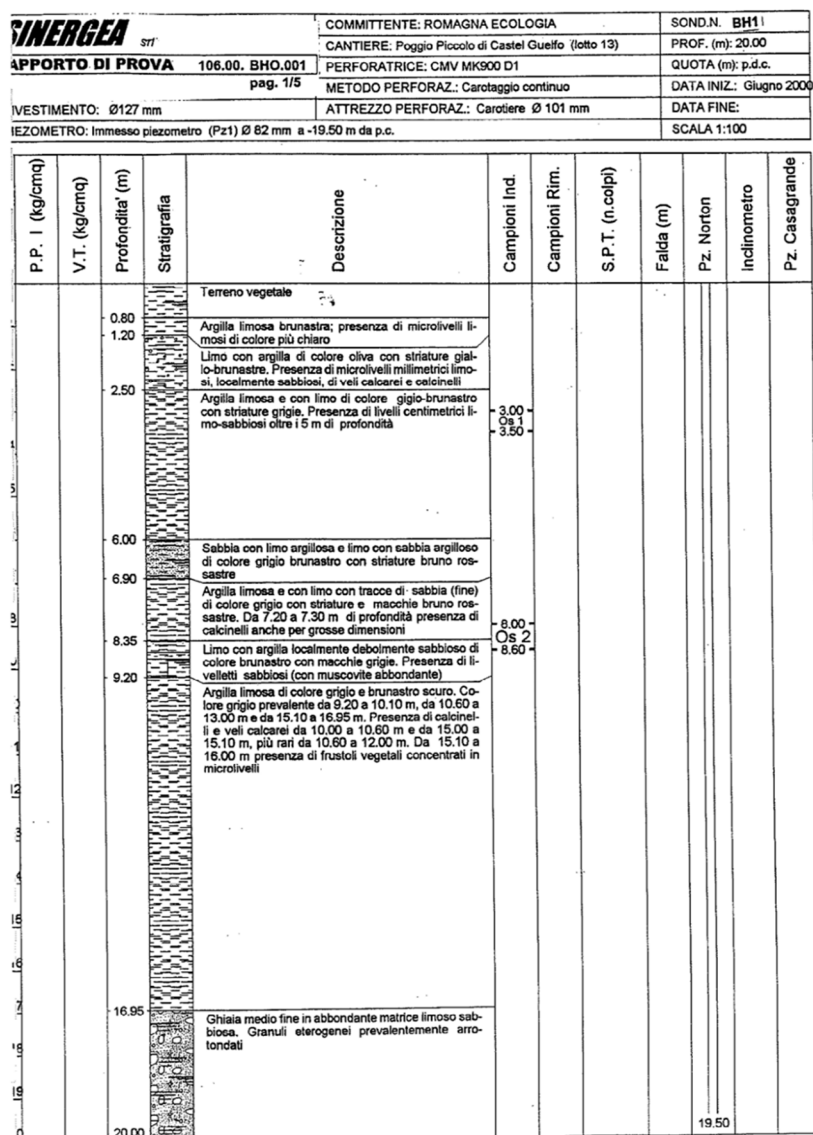 SINERGEA srl
APPORTO DI PROVA 106.00. BHO.001
pag. 1/5
IVESTIMENTO: Ø127 mm
IEZOMETRO: Immesso piezometro (Pz1) Ø 82 mm a -19.50 m da p.c.
COMMITTENTE: ROMAGNA ECOLOGIA
CANTIERE: Poggio Piccolo di Castel Guelfo (lotto 13)
PERFORATRICE: CMV MK900 D1
METODO PERFORAZ.: Carotaggio continuo
ATTREZZO PERFORAZ.: Carotiere Ø 101 mm
SOND.N. BH1
PROF. (m): 20.00
QUOTA (m): p.d.c.
DATA INIZ.: Giugno 2000
DATA FINE:
SCALA 1:100
P.P. I (kg/cmq)
V.T. (kg/cmq)
Profondita' (m)
Stratigrafia
Descrizione
Campioni Ind.
Campioni Rim.
S.P.T. (n.colpi)
Falda (m)
Pz. Norton
Inclinometro
Pz. Casagrande
Terreno vegetale
0.80
Argilla limosa brunastra; presenza di microlivelli li-
mosi di colore più chiaro
1.20
Limo con argilla di colore oliva con striature gial-
lo-brunastre. Presenza di microlivelli millimetrici limo-
si, localmente sabbiosi, di veli calcarei e calcinelli
2.50
Argilla limosa e con limo di colore gigio-brunastro
con striature grigie. Presenza di livelli centimetrici li-
mo-sabbiosi oltre i 5 m di profondità
3.00
Os 1
3.50
6.00
Sabbia con limo argillosa e limo con sabbia argilloso
di colore grigio brunastro con striature bruno ros-
sastre
6.90
Argilla limosa e con limo con tracce di sabbia (fine)
di colore grigio con striature e macchie bruno ros-
sastre. Da 7.20 a 7.30 m di profondità presenza di
calcinelli anche per grosse dimensioni
8.00
Os 2
8.60
8.35
Limo con argilla localmente debolmente sabbioso di
colore brunastro con macchie grigie. Presenza di li-
velletti sabbiosi (con muscovite abbondante)
9.20
Argilla limosa di colore grigio e brunastro scuro. Co-
lore grigio prevalente da 9.20 a 10.10 m, da 10.60 a
13.00 m e da 15.10 a 16.95 m. Presenza di calcinel-
li e veli calcarei da 10.00 a 10.60 m e da 15.00 a
15.10 m, più rari da 10.60 a 12.00 m. Da 15.10 a
16.00 m presenza di frustoli vegetali concentrati in
microlivelli
12
15
16.95
Ghiaia medio fine in abbondante matrice limoso sab-
biosa. Granuli eterogenei prevalentemente arro-
tondati
19.50
20.00